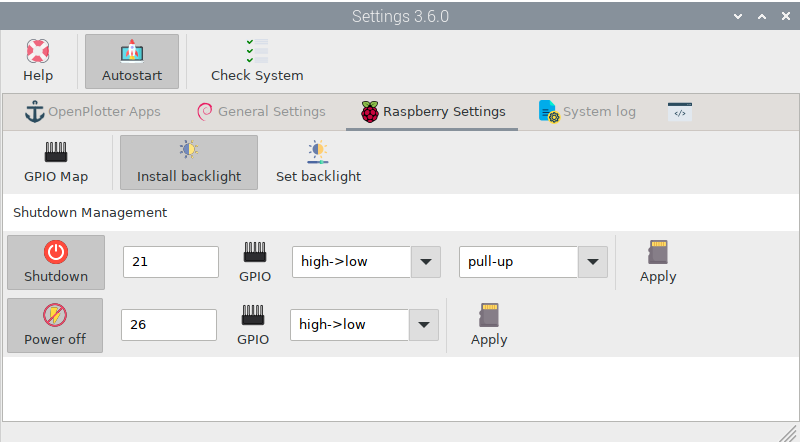 Settings 3.6.0
Help Autostart Check System
OpenPlotter Apps General Settings Raspberry Settings System log </>
GPIO Map Install backlight Set backlight
Shutdown Management
Shutdown 21 GPIO high->low pull-up Apply
Power off 26 GPIO high->low Apply